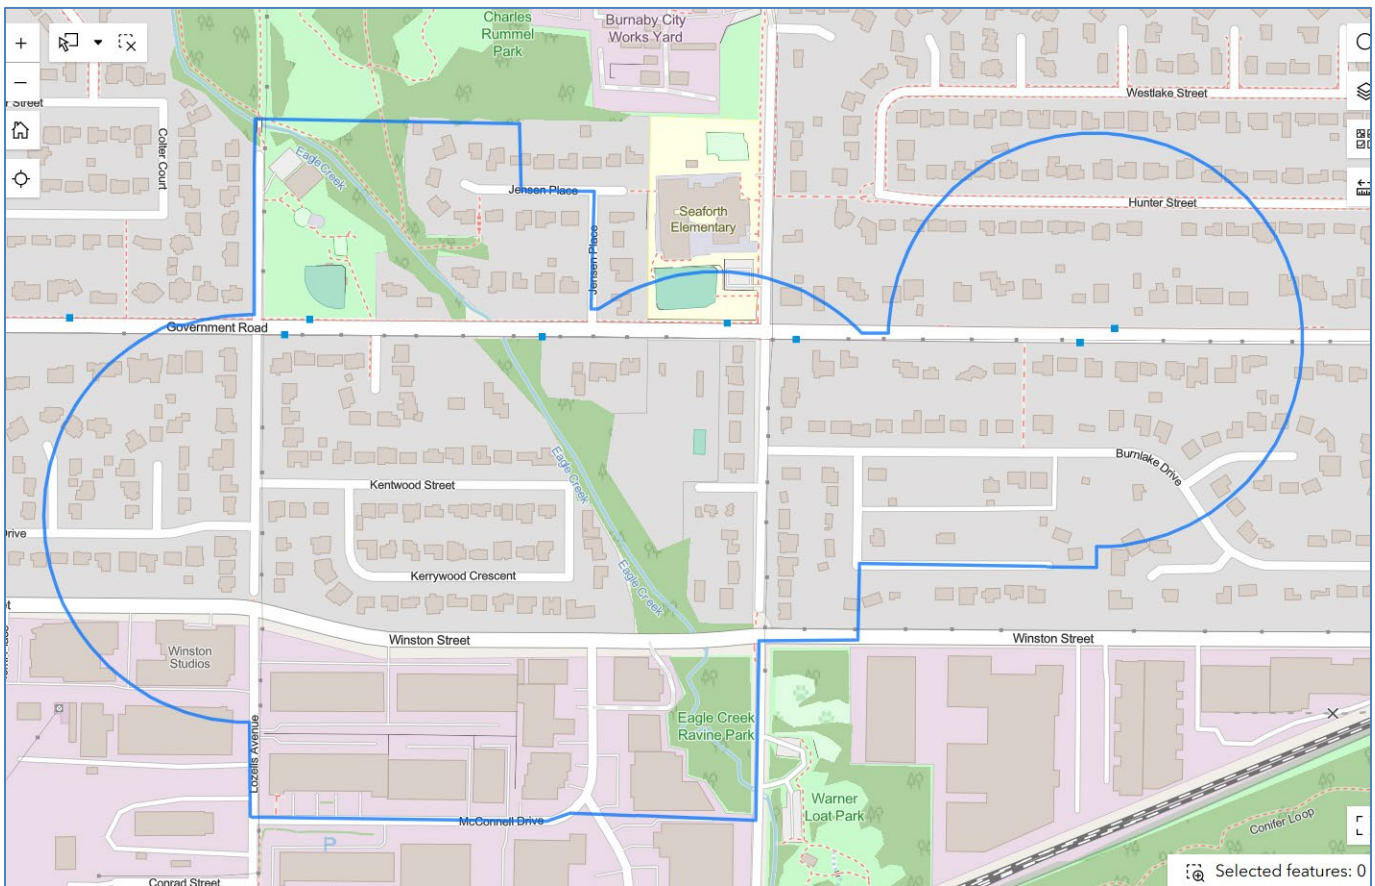 Charles
Rummel
Park
Burnaby City
Works Yard
Westlake Street
r Street
Colter Court
Eagle Creek
Jensen Place
Hunter Street
Seaforth
Elementary
Jensen Place
Government Road
Burnlake Drive
Eagle Creek
Kentwood Street
Drive
Kerrywood Crescent
Eagle Creek
Winston Street
Winston Street
Winston
Studios
Eagle Creek
Ravine Park
Lozells Avenue
Warner
Loat Park
McConnell Drive
Conifer Loop
P
Conrad Street
Selected features: 0